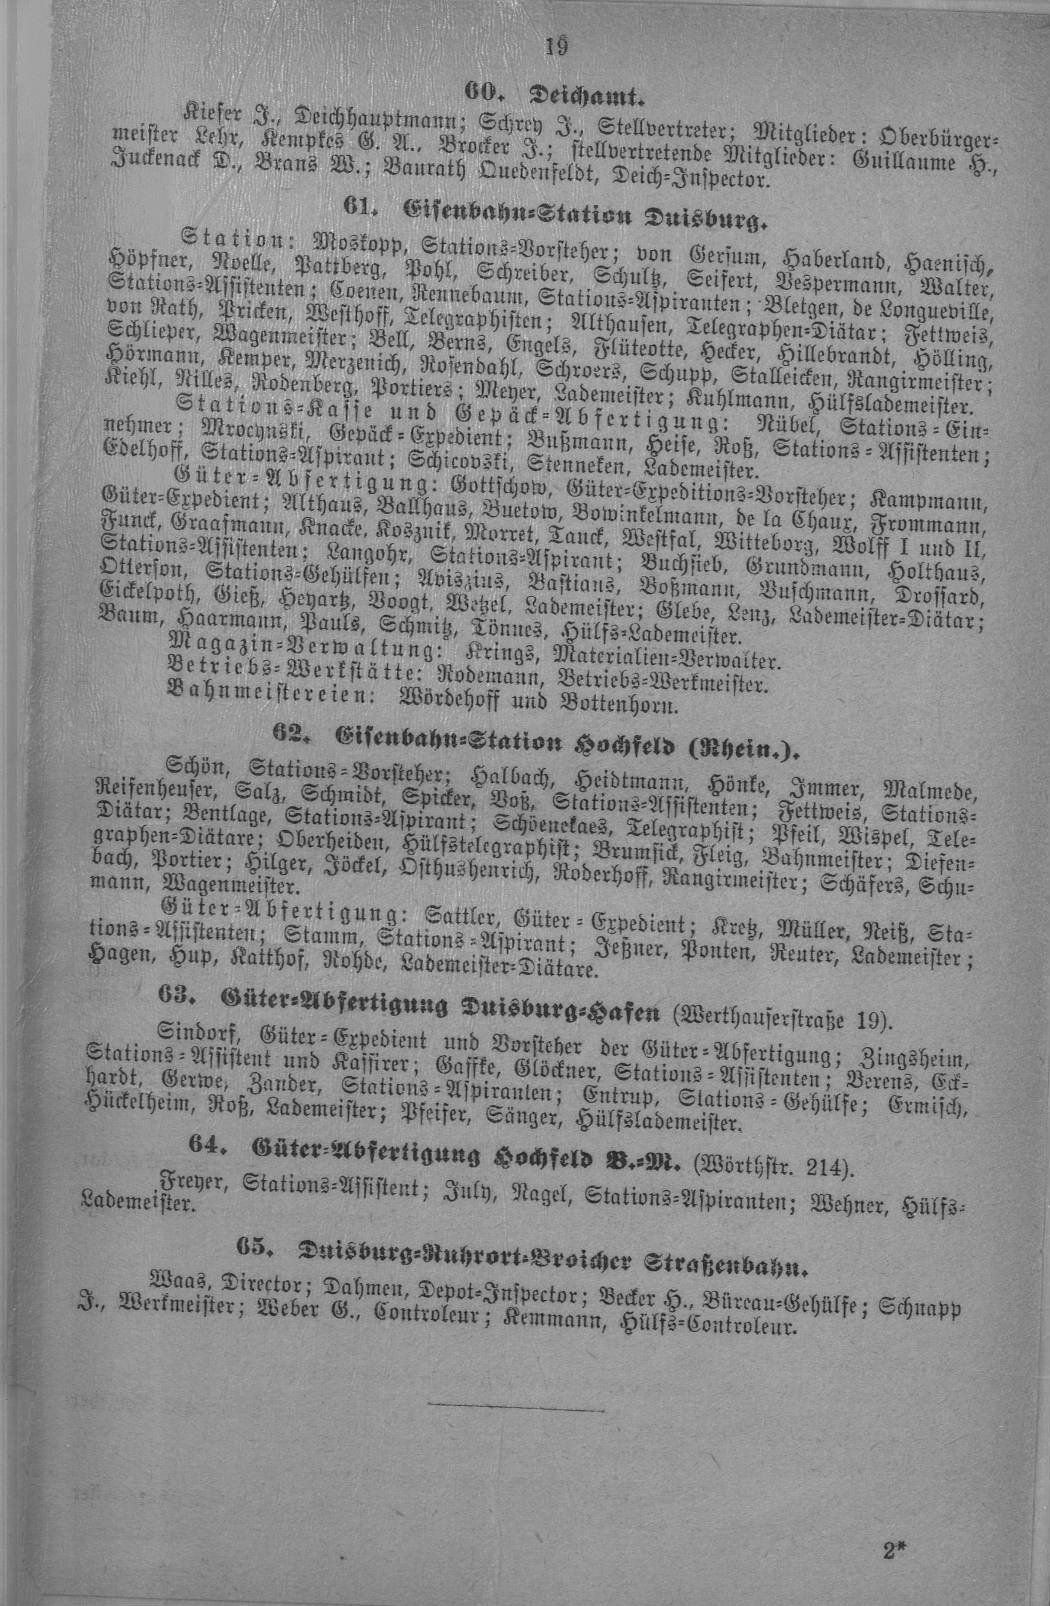 19
60. Deichamt.
Kiefer J., Deichhauptmann; Schrey J., Stellvertreter; Mitglieder: Oberbürger-
meister Lehr, Kempkes G. A., Brocker J.; stellvertretende Mitglieder: Guillaume H.,
Juckenack D., Brans W.; Baurath Quedenfeldt, Deich-Inspector.
61. Eisenbahn-Station Duisburg.
Station: Moskopp, Stations-Vorsteher; von Gersum, Haberland, Haenisch,
Höpfner, Noelle, Pattberg, Pohl, Schreiber, Schultz, Seifert, Vespermann, Walter,
Stations-Assistenten; Coenen, Rennebaum, Stations-Aspiranten; Bletgen, de Longueville,
von Rath, Pricken, Westhoff, Telegraphisten; Althausen, Telegraphen-Diätar; Fettweis,
Schlieper, Wagenmeister; Bell, Berns, Engels, Flüteotte, Hecker, Hillebrandt, Hölling,
Hörmann, Kemper, Merzenich, Rosendahl, Schroers, Schupp, Stalleicken, Rangirmeister;
Kiehl, Nilles, Rodenberg, Portiers; Meyer, Lademeister; Kuhlmann, Hülfslademeister.
Stations-Kasse und Gepäck-Abfertigung: Nübel, Stations-Ein-
nehmer; Mrocynski, Gepäck-Expedient; Bußmann, Heise, Roß, Stations-Assistenten;
Edelhoff, Stations-Aspirant; Schicovski, Stenneken, Lademeister.
Güter-Abfertigung: Gottschow, Güter-Expeditions-Vorsteher; Kampmann,
Güter-Expedient; Althaus, Ballhaus, Buetow, Bowinkelmann, de la Chaux, Frommann,
Funck, Graafmann, Knacke, Kosznik, Morret, Tanck, Westfal, Witteborg, Wolff I und II,
Stations-Assistenten; Langohr, Stations-Aspirant; Buchsieb, Grundmann, Holthaus,
Otterson, Stations-Gehülfen; Aviszius, Bastians, Boßmann, Buschmann, Drossard,
Eickelpoth, Gieß, Heyartz, Voogt, Wetzel, Lademeister; Glebe, Lenz, Lademeister-Diätar;
Baum, Haarmann, Pauls, Schmitz, Tönnes, Hülfs-Lademeister.
Magazin-Verwaltung: Krings, Materialien-Verwalter.
Betriebs-Werkstätte: Rodemann, Betriebs-Werkmeister.
Bahnmeistereien: Wördehoff und Bottenhorn.
62. Eisenbahn-Station Hochfeld (Rhein.).
Schön, Stations-Vorsteher; Halbach, Heidtmann, Hönke, Immer, Malmede,
Reifenheuser, Salz, Schmidt, Spicker, Voß, Stations-Assistenten; Fettweis, Stations-
Diätar; Bentlage, Stations-Aspirant; Schöenekaes, Telegraphist; Pfeil, Wispel, Tele-
graphen-Diätare; Oberheiden, Hülfstelegraphist; Brumsick, Fleig, Bahnmeister; Diefen-
bach, Portier; Hilger, Jöckel, Osthushenrich, Roderhoff, Rangirmeister; Schäfers, Schu-
mann, Wagenmeister.
Güter-Abfertigung: Sattler, Güter-Expedient; Kretz, Müller, Neiß, Sta-
tions-Assistenten; Stamm, Stations-Aspirant; Jeßner, Ponten, Reuter, Lademeister;
Hagen, Hup, Katthof, Rohde, Lademeister-Diätare.
63. Güter-Abfertigung Duisburg-Hafen (Werthauserstraße 19).
Sindorf, Güter-Expedient und Vorsteher der Güter-Abfertigung; Zingsheim,
Stations-Assistent und Kassirer; Gaffke, Glöckner, Stations-Assistenten; Berens, Eck-
hardt, Gerwe, Zander, Stations-Aspiranten; Entrup, Stations-Gehülfe; Ermisch,
Hückelheim, Roß, Lademeister; Pfeifer, Sänger, Hülfslademeister.
64. Güter-Abfertigung Hochfeld B.-M. (Wörthstr. 214).
Freyer, Stations-Assistent; July, Nagel, Stations-Aspiranten; Wehner, Hülfs-
Lademeister.
65. Duisburg-Ruhrort-Broicher Straßenbahn.
Waas, Director; Dahmen, Depot-Inspector; Becker H., Büreau-Gehülfe; Schnapp
J., Werkmeister; Weber G., Controleur; Kemmann, Hülfs-Controleur.
2*